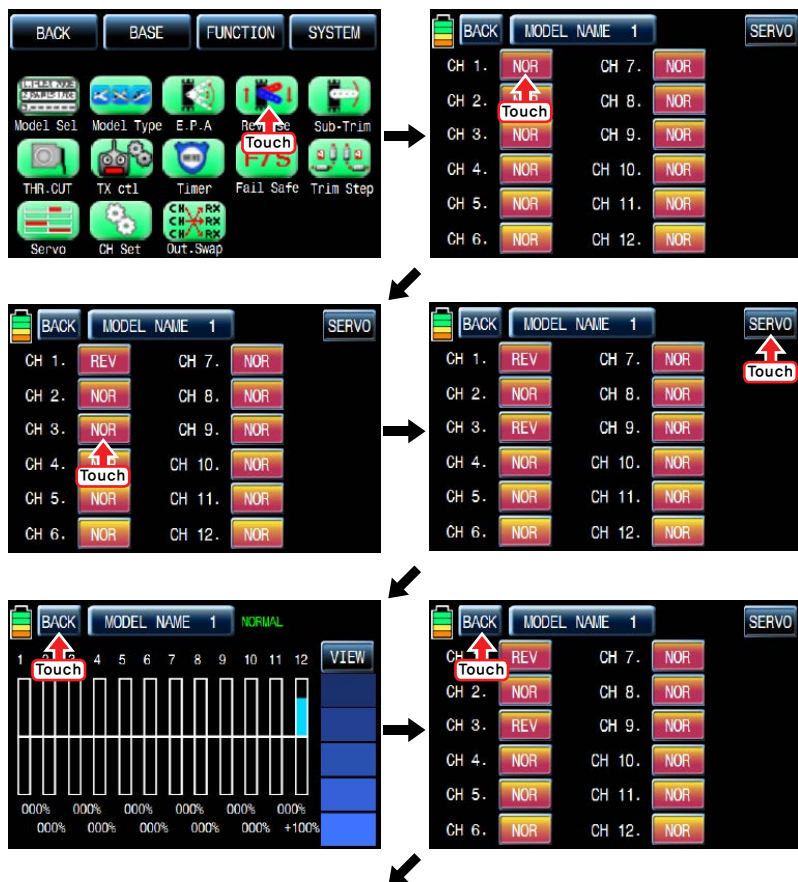 BACK BASE FUNCTION SYSTEM
Model Sel Model Type E.P.A Sub-Trim
Touch
F/S
THR.CUT TX ctl Timer Fail Safe Trim Step
CH RX
CH RX
CH RX
Servo CH Set Out.Swap
BACK MODEL NAME 1 SERVO
CH 1. NOR CH 7. NOR
CH 2. CH 8. NOR
Touch
CH 3. NOR CH 9. NOR
CH 4. NOR CH 10. NOR
CH 5. NOR CH 11. NOR
CH 6. NOR CH 12. NOR
BACK MODEL NAME 1 SERVO
CH 1. REV CH 7. NOR
CH 2. NOR CH 8. NOR
CH 3. NOR CH 9. NOR
CH 4. CH 10. NOR
Touch
CH 5. NOR CH 11. NOR
CH 6. NOR CH 12. NOR
BACK MODEL NAME 1 SERVO
Touch
CH 1. REV CH 7. NOR
CH 2. NOR CH 8. NOR
CH 3. REV CH 9. NOR
CH 4. NOR CH 10. NOR
CH 5. NOR CH 11. NOR
CH 6. NOR CH 12. NOR
BACK MODEL NAME 1 NORMAL
Touch
1 4 5 6 7 8 9 10 11 12 VIEW
000% 000% 000% 000% 000% 000%
000% 000% 000% 000% 000% +100%
BACK MODEL NAME 1 SERVO
Touch
CH REV CH 7. NOR
CH 2. NOR CH 8. NOR
CH 3. REV CH 9. NOR
CH 4. NOR CH 10. NOR
CH 5. NOR CH 11. NOR
CH 6. NOR CH 12. NOR